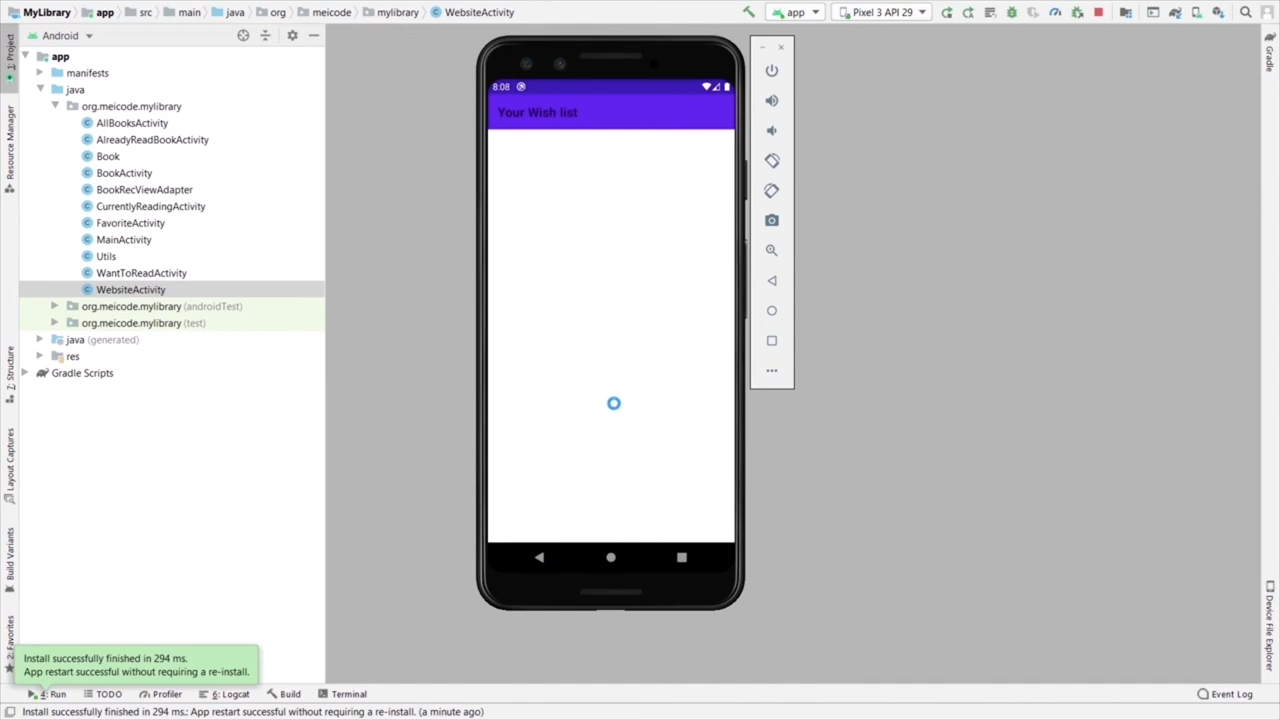 MyLibrary
app
src
main
java
org
meicode
mylibrary
WebsiteActivity
app
Pixel 3 API 29
1: Project
Resource Manager
Z: Structure
Layout Captures
Build Variants
2: Favorites
Android
app
manifests
java
org.meicode.mylibrary
AllBooksActivity
AlreadyReadBookActivity
Book
BookActivity
BookRecViewAdapter
CurrentlyReadingActivity
FavoriteActivity
MainActivity
Utils
WantToReadActivity
WebsiteActivity
org.meicode.mylibrary (androidTest)
org.meicode.mylibrary (test)
java (generated)
res
Gradle Scripts
8:08
Your Wish list
Gradle
Device File Explorer
Install successfully finished in 294 ms.
App restart successful without requiring a re-install.
4: Run
TODO
Profiler
6: Logcat
Build
Terminal
Event Log
Install successfully finished in 294 ms.: App restart successful without requiring a re-install. (a minute ago)